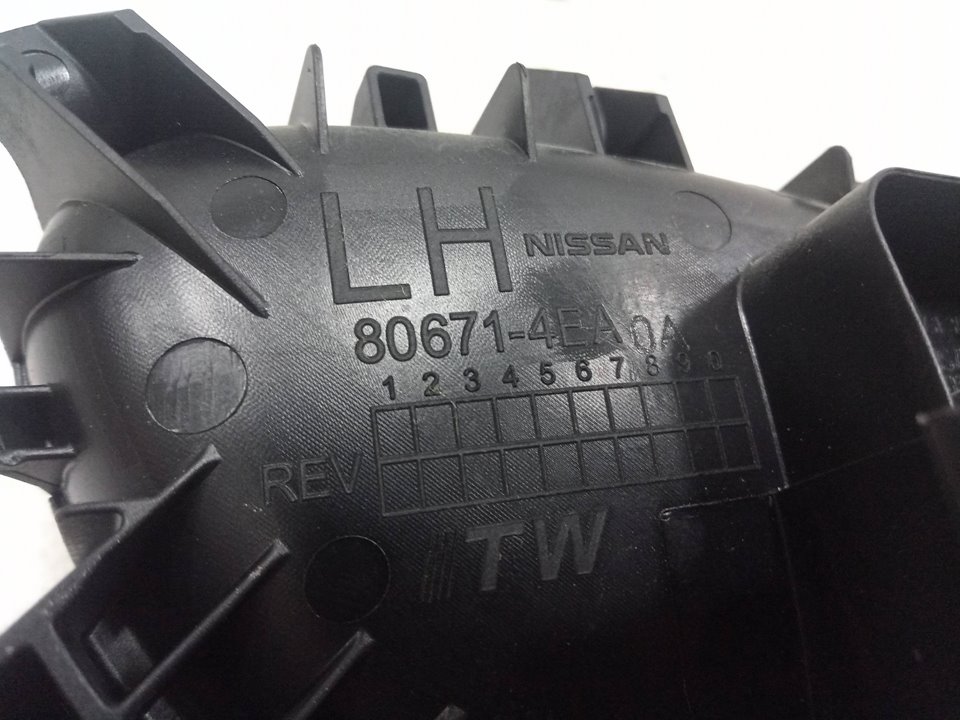 LH NISSAN
80671-4EA0A
1 2 3 4 5 6 7 8 9 0
REV
TW